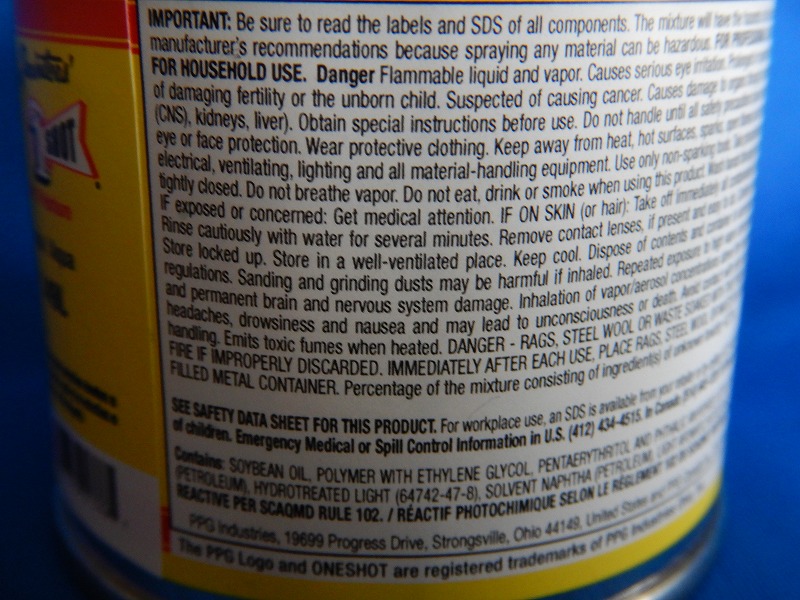 IMPORTANT: Be sure to read the labels and SDS of all components. The mixture will have the
manufacturer's recommendations because spraying any material can be hazardous. FOR
FOR HOUSEHOLD USE. Danger Flammable liquid and vapor. Causes serious eye irritation.
of damaging fertility or the unborn child. Suspected of causing cancer. Causes damage to
(CNS), kidneys, liver). Obtain special instructions before use. Do not handle until all safety
eye or face protection. Wear protective clothing. Keep away from heat, hot surfaces, sparks,
electrical, ventilating, lighting and all material-handling equipment. Use only non-sparking tools.
tightly closed. Do not breathe vapor. Do not eat, drink or smoke when using this product.
IF exposed or concerned: Get medical attention. IF ON SKIN (or hair): Take off immediately
Rinse cautiously with water for several minutes. Remove contact lenses, if present and
Store locked up. Store in a well-ventilated place. Keep cool. Dispose of contents and
regulations. Sanding and grinding dusts may be harmful if inhaled. Repeated exposure to high
and permanent brain and nervous system damage. Inhalation of vapor/aerosol
headaches, drowsiness and nausea and may lead to unconsciousness or death.
handling. Emits toxic fumes when heated. DANGER - RAGS, STEEL WOOL OR WASTE
FIRE IF IMPROPERLY DISCARDED. IMMEDIATELY AFTER EACH USE, PLACE RAGS, STEEL WOOL
FILLED METAL CONTAINER. Percentage of the mixture consisting of ingredient(s) of unknown
SEE SAFETY DATA SHEET FOR THIS PRODUCT. For workplace use, an SDS is available from your
of children. Emergency Medical or Spill Control Information in U.S. (412) 434-4515. In Canada
Contains: SOYBEAN OIL, POLYMER WITH ETHYLENE GLYCOL, PENTAERYTHRITOL AND PHTHALIC
(PETROLEUM), HYDROTREATED LIGHT (64742-47-8), SOLVENT NAPHTHA (PETROLEUM), LIGHT
REACTIVE PER SCAQMD RULE 102. / RÉACTIF PHOTOCHIMIQUE SELON LE RÈGLEMENT 102
PPG Industries, 19699 Progress Drive, Strongsville, Ohio 44149, United States
The PPG Logo and ONESHOT are registered trademarks of PPG Industries
1 SHOT